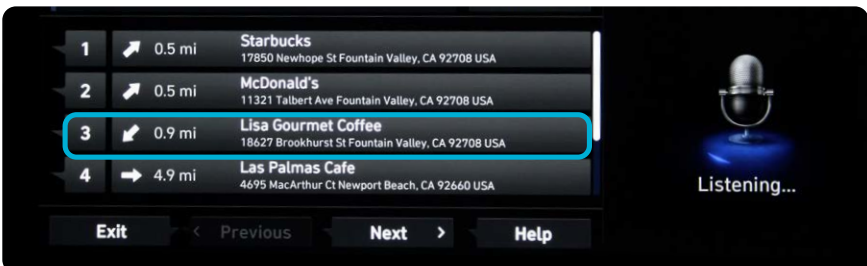 1 0.5 mi Starbucks
17850 Newhope St Fountain Valley, CA 92708 USA
2 0.5 mi McDonald's
11321 Talbert Ave Fountain Valley, CA 92708 USA
3 0.9 mi Lisa Gourmet Coffee
18627 Brookhurst St Fountain Valley, CA 92708 USA
4 4.9 mi Las Palmas Cafe
4695 MacArthur Ct Newport Beach, CA 92660 USA
Listening...
Exit < Previous Next > Help